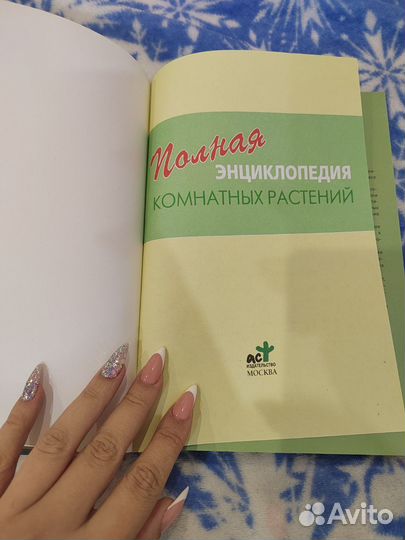 Полная
ЭНЦИКЛОПЕДИЯ
КОМНАТНЫХ РАСТЕНИЙ
аст
ИЗДАТЕЛЬСТВО
МОСКВА
Avito